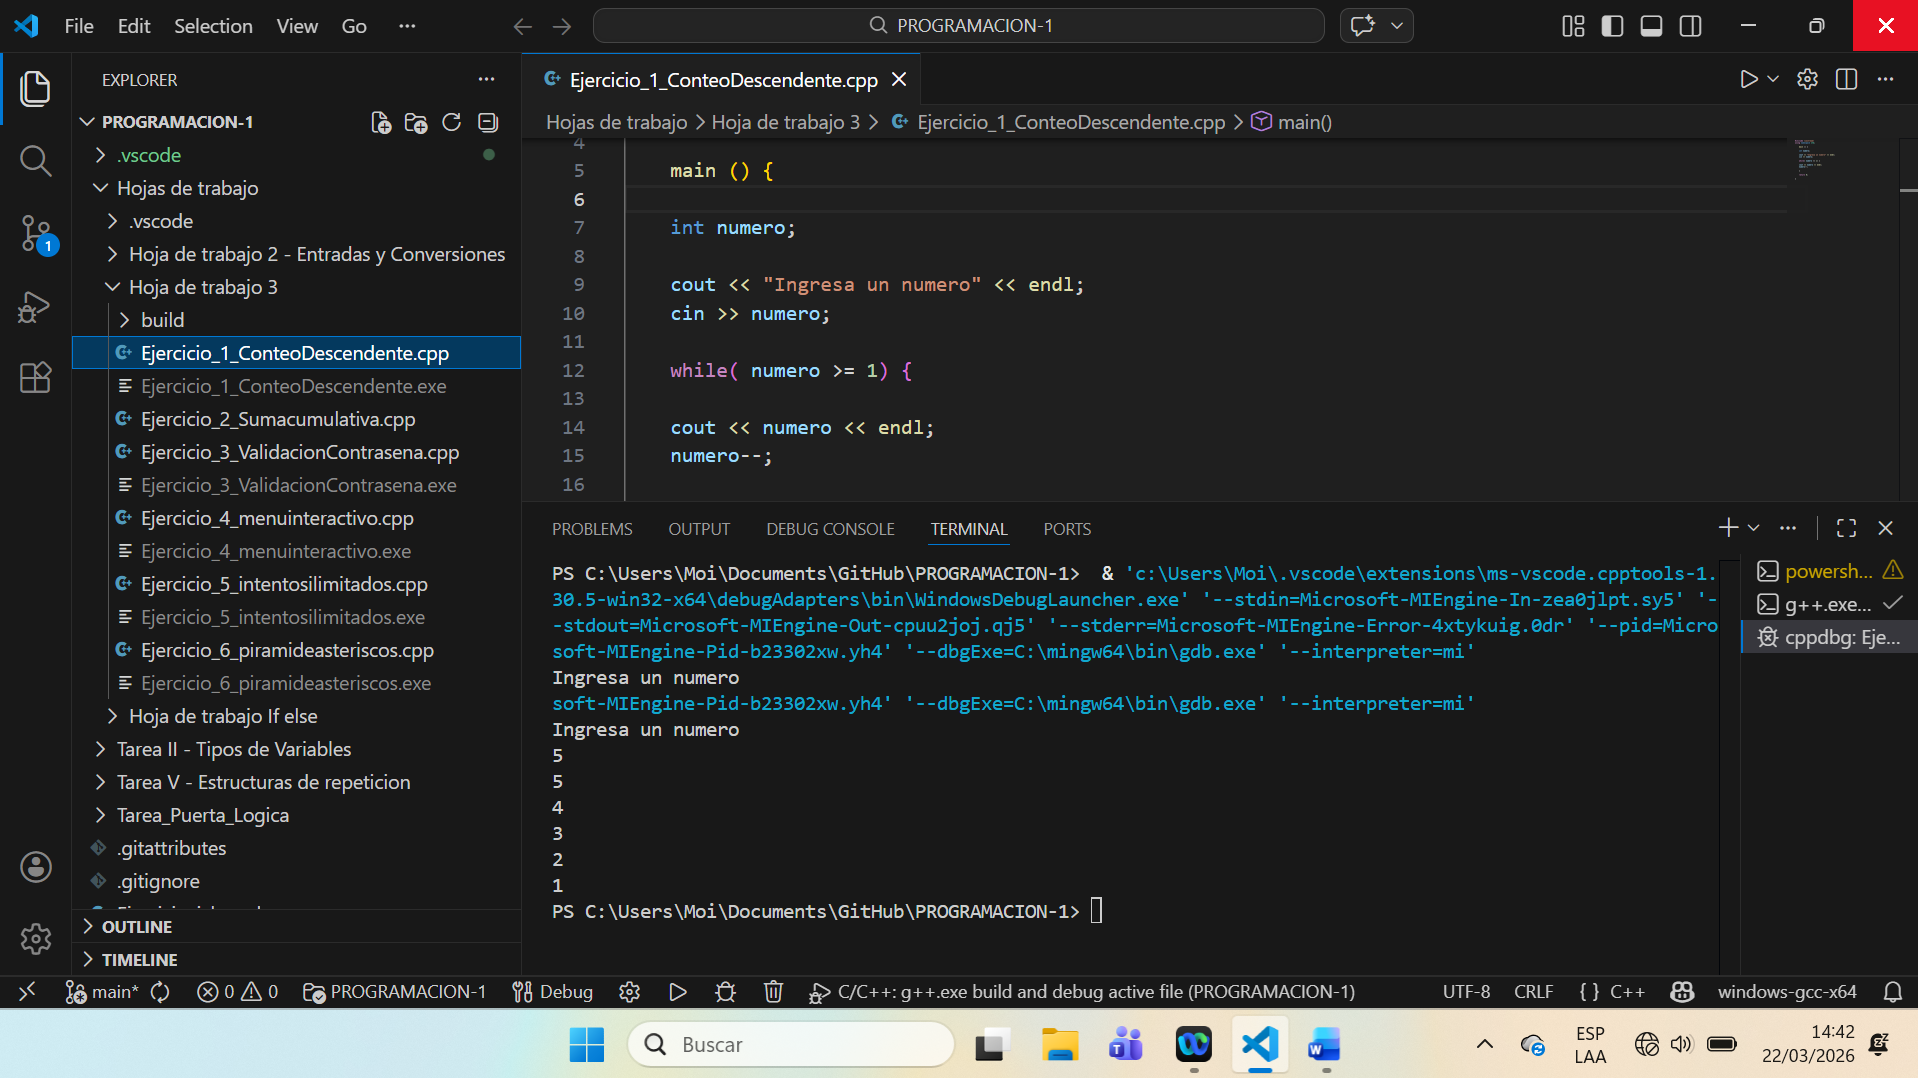 File Edit Selection View Go ···
PROGRAMACION-1
EXPLORER
PROGRAMACION-1
.vscode
Hojas de trabajo
.vscode
Hoja de trabajo 2 - Entradas y Conversiones
Hoja de trabajo 3
build
Ejercicio_1_ConteoDescendente.cpp
Ejercicio_1_ConteoDescendente.exe
Ejercicio_2_Sumacumulativa.cpp
Ejercicio_3_ValidacionContrasena.cpp
Ejercicio_3_ValidacionContrasena.exe
Ejercicio_4_menuinteractivo.cpp
Ejercicio_4_menuinteractivo.exe
Ejercicio_5_intentosilimitados.cpp
Ejercicio_5_intentosilimitados.exe
Ejercicio_6_piramideasteriscos.cpp
Ejercicio_6_piramideasteriscos.exe
Hoja de trabajo If else
Tarea II - Tipos de Variables
Tarea V - Estructuras de repeticion
Tarea_Puerta_Logica
.gitattributes
.gitignore
OUTLINE
TIMELINE
1
Ejercicio_1_ConteoDescendente.cpp
Hojas de trabajo > Hoja de trabajo 3 > Ejercicio_1_ConteoDescendente.cpp > main()
4
5 main () {
6
7 int numero;
8
9 cout << "Ingresa un numero" << endl;
10 cin >> numero;
11
12 while( numero >= 1) {
13
14 cout << numero << endl;
15 numero--;
16
PROBLEMS OUTPUT DEBUG CONSOLE TERMINAL PORTS
PS C:\Users\Moi\Documents\GitHub\PROGRAMACION-1> & 'c:\Users\Moi\.vscode\extensions\ms-vscode.cpptools-1.
30.5-win32-x64\debugAdapters\bin\WindowsDebugLauncher.exe' '--stdin=Microsoft-MIEngine-In-zea0jlpt.sy5' '-
-stdout=Microsoft-MIEngine-Out-cpuu2joj.qj5' '--stderr=Microsoft-MIEngine-Error-4xtykuig.0dr' '--pid=Micro
soft-MIEngine-Pid-b23302xw.yh4' '--dbgExe=C:\mingw64\bin\gdb.exe' '--interpreter=mi'
Ingresa un numero
soft-MIEngine-Pid-b23302xw.yh4' '--dbgExe=C:\mingw64\bin\gdb.exe' '--interpreter=mi'
Ingresa un numero
5
5
4
3
2
1
PS C:\Users\Moi\Documents\GitHub\PROGRAMACION-1>
powersh...
g++.exe...
cppdbg: Eje...
main* 0 0 PROGRAMACION-1 Debug C/C++: g++.exe build and debug active file (PROGRAMACION-1) UTF-8 CRLF { } C++ windows-gcc-x64
Buscar
ESP
LAA
14:42
22/03/2026